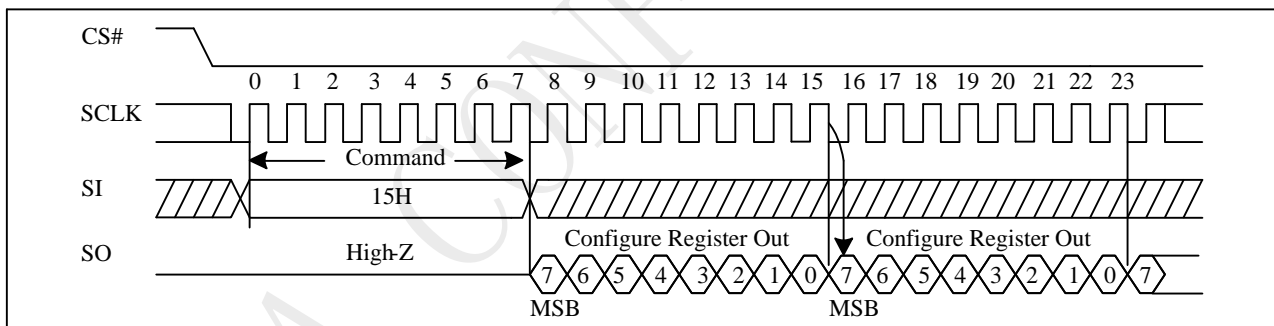 CS#
0 1 2 3 4 5 6 7 8 9 10 11 12 13 14 15 16 17 18 19 20 21 22 23
SCLK
Command
SI
15H
Configure Register Out Configure Register Out
SO
High-Z
7 6 5 4 3 2 1 0 7 6 5 4 3 2 1 0 7
MSB MSB